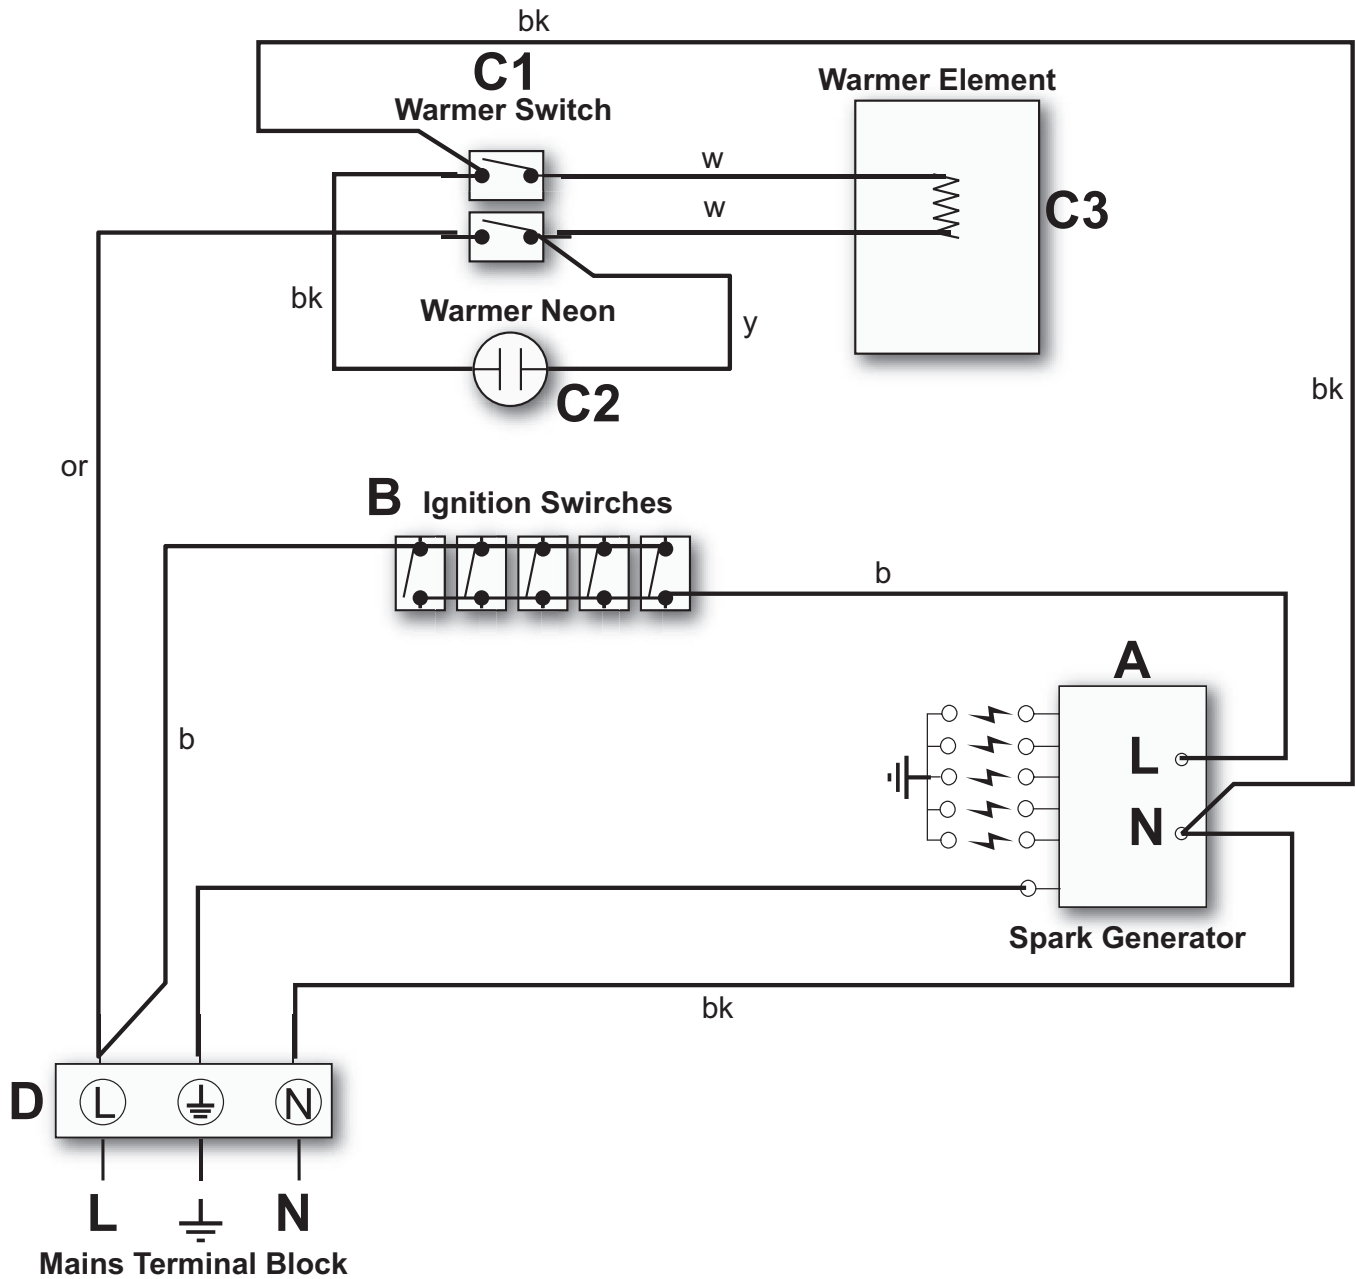 bk
C1
Warmer Switch
Warmer Element
w
w
C3
bk
Warmer Neon
y
C2
bk
or
B Ignition Swirches
b
A
b
L
N
Spark Generator
bk
D
L
N
L
N
Mains Terminal Block